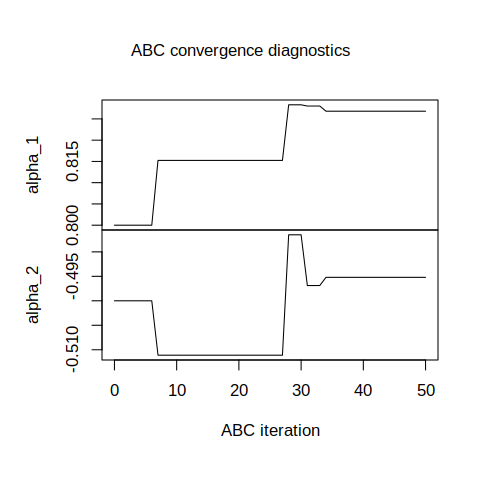 ABC convergence diagnostics
alpha_1
0.815
0.800
alpha_2
-0.495
-0.510
0 10 20 30 40 50
ABC iteration